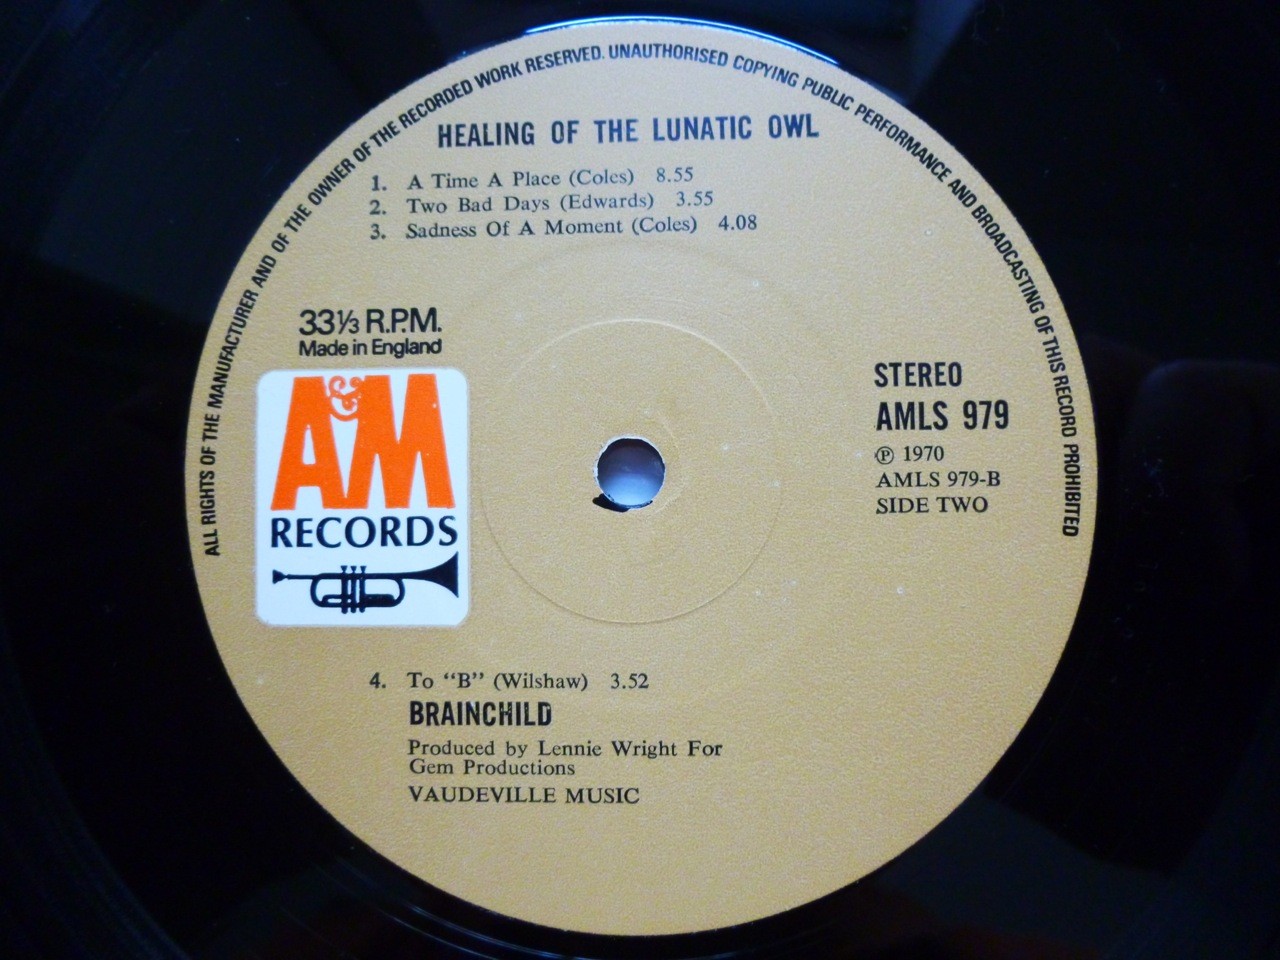 ALL RIGHTS OF THE MANUFACTURER AND OF THE OWNER OF THE RECORDED WORK RESERVED. UNAUTHORISED COPYING PUBLIC PERFORMANCE AND BROADCASTING OF THIS RECORD PROHIBITED
HEALING OF THE LUNATIC OWL
1. A Time A Place (Coles) 8.55
2. Two Bad Days (Edwards) 3.55
3. Sadness Of A Moment (Coles) 4.08
33⅓ R.P.M.
Made in England
A&M
RECORDS
STEREO
AMLS 979
℗ 1970
AMLS 979-B
SIDE TWO
4. To “B” (Wilshaw) 3.52
BRAINCHILD
Produced by Lennie Wright For
Gem Productions
VAUDEVILLE MUSIC